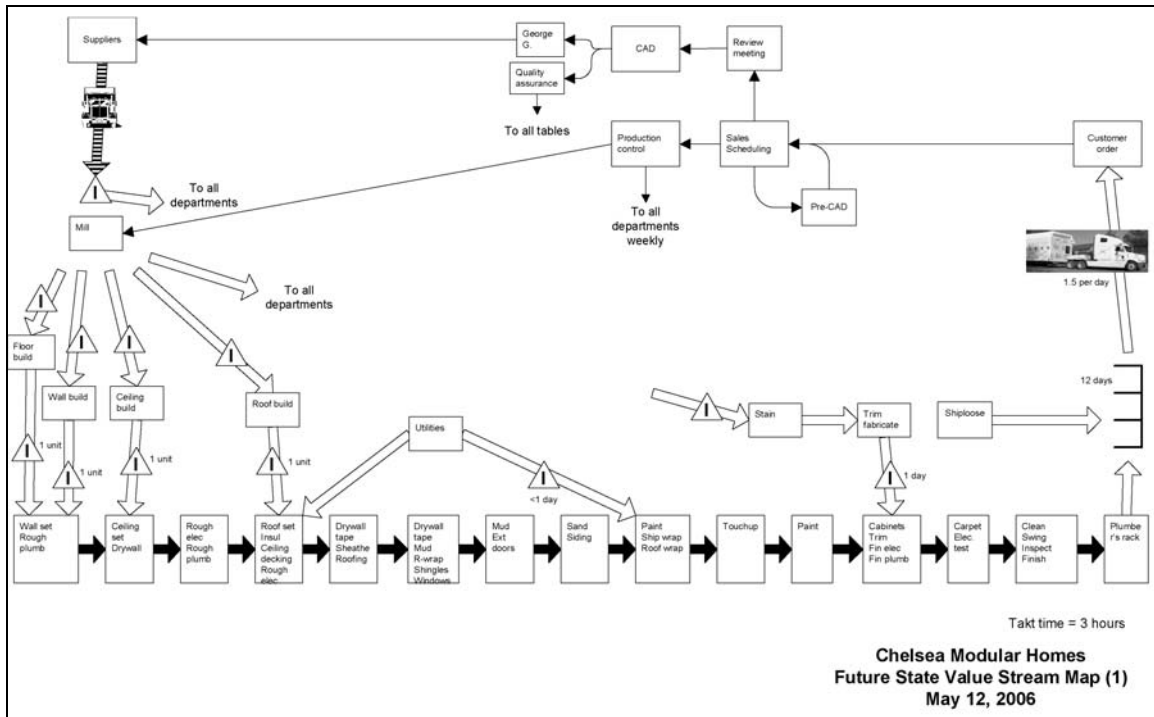 Suppliers
George
G.
CAD
Review
meeting
Quality
assurance
To all tables
Production
control
Sales
Scheduling
Customer
order
Pre-CAD
To all
departments
weekly
I
To all
departments
Mill
To all
departments
1.5 per day
I
I
I
I
Floor
build
Wall build
Ceiling
build
Roof build
Utilities
I
Stain
Trim
fabricate
Shiploose
12 days
I
1 unit
I
1 unit
I
1 unit
I
1 unit
I
<1 day
I
1 day
Wall set
Rough
plumb
Ceiling
set
Drywall
Rough
elec
Rough
plumb
Roof set
Insul
Ceiling
decking
Rough
elec
Drywall
tape
Sheathe
Roofing
Drywall
tape
Mud
R-wrap
Shingles
Windows
Mud
Ext
doors
Sand
Siding
Paint
Ship wrap
Roof wrap
Touchup
Paint
Cabinets
Trim
Fin elec
Fin plumb
Carpet
Elec.
test
Clean
Swing
Inspect
Finish
Plumbe
r's rack
Takt time = 3 hours
Chelsea Modular Homes
Future State Value Stream Map (1)
May 12, 2006